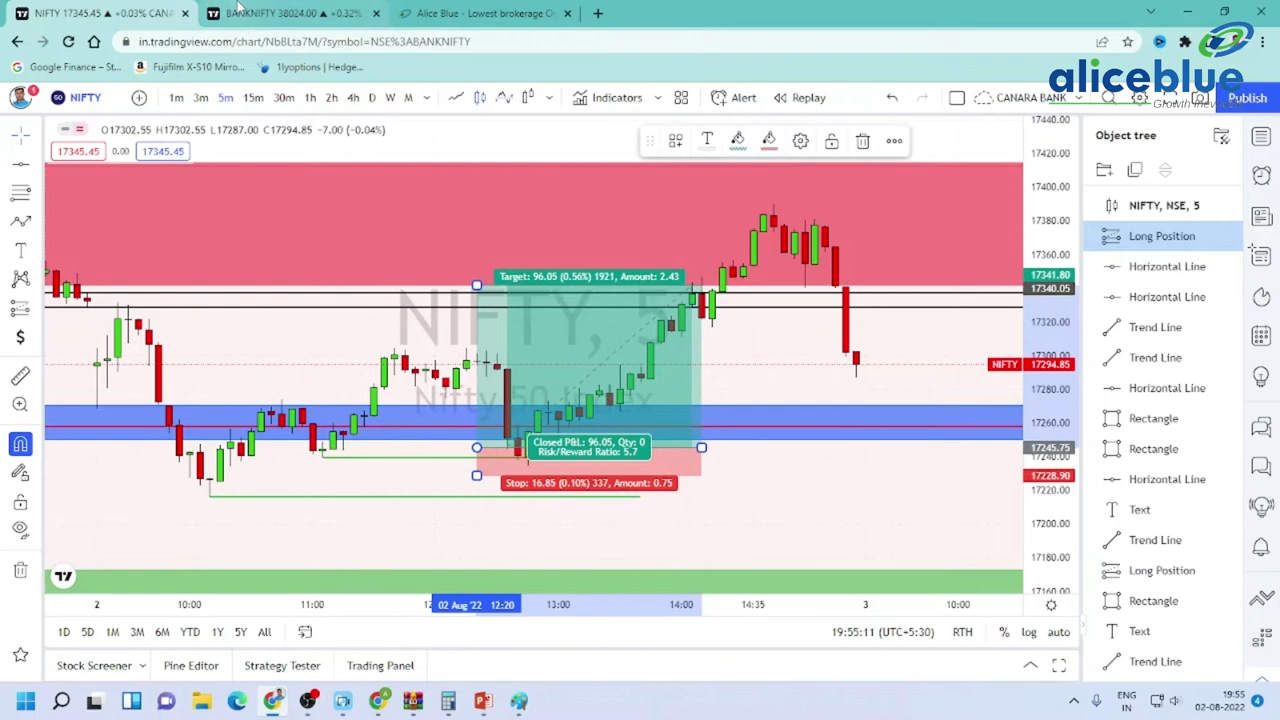 NIFTY 17345.45 ▲ +0.03% CANA
BANKNIFTY 38024.00 ▲ +0.32%
Alice Blue - Lowest brokerage
in.tradingview.com/chart/NbBLta7M/?symbol=NSE%3ABANKNIFTY
Google Finance – St...
Fujifilm X-S10 Mirro...
1lyoptions | Hedge...
aliceblue
1
NIFTY
1m 3m 5m 15m 30m 1h 2h 4h D W M
Indicators
Alert
Replay
CANARA BANK
Publish
O17302.55 H17302.55 L17287.00 C17294.85 −7.00 (−0.04%)
17345.45 0.00 17345.45
NIFTY, 5
Nifty 50 Index
Target: 96.05 (0.56%) 1921, Amount: 2.43
Closed P&L: 96.05, Qty: 0
Risk/Reward Ratio: 5.7
Stop: 16.85 (0.10%) 337, Amount: 0.75
17440.00
17420.00
17400.00
17380.00
17360.00
17341.80
17340.05
17320.00
17300.00
NIFTY 17294.85
17280.00
17260.00
17245.75
17240.00
17228.90
17220.00
17200.00
17180.00
17160.00
2 10:00 11:00 02 Aug '22 12:20 13:00 14:00 14:35 3 10:00
1D 5D 1M 3M 6M YTD 1Y 5Y All
19:55:11 (UTC+5:30) RTH % log auto
Stock Screener
Pine Editor
Strategy Tester
Trading Panel
Object tree
NIFTY, NSE, 5
Long Position
Horizontal Line
Horizontal Line
Trend Line
Trend Line
Horizontal Line
Rectangle
Rectangle
Horizontal Line
Text
Trend Line
Long Position
Rectangle
Text
Trend Line
ENG
IN
19:55
02-08-2022
4